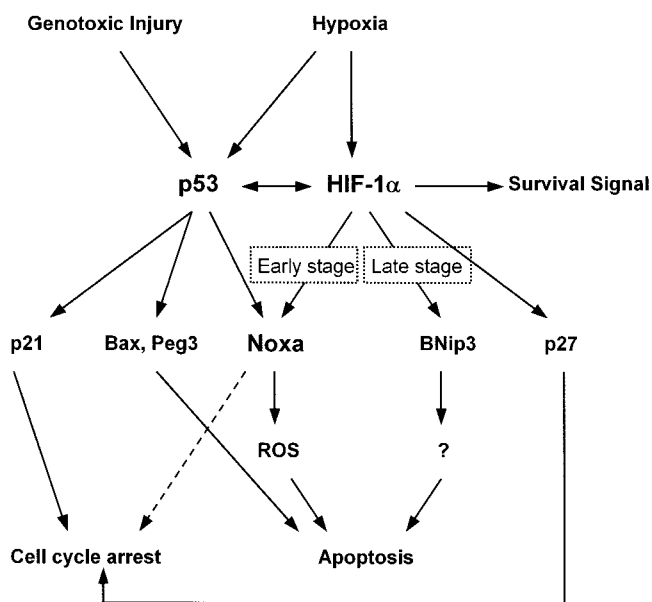 Genotoxic Injury Hypoxia
p53 HIF-1α Survival Signal
Early stage Late stage
p21 Bax, Peg3 Noxa BNip3 p27
ROS ?
Cell cycle arrest Apoptosis